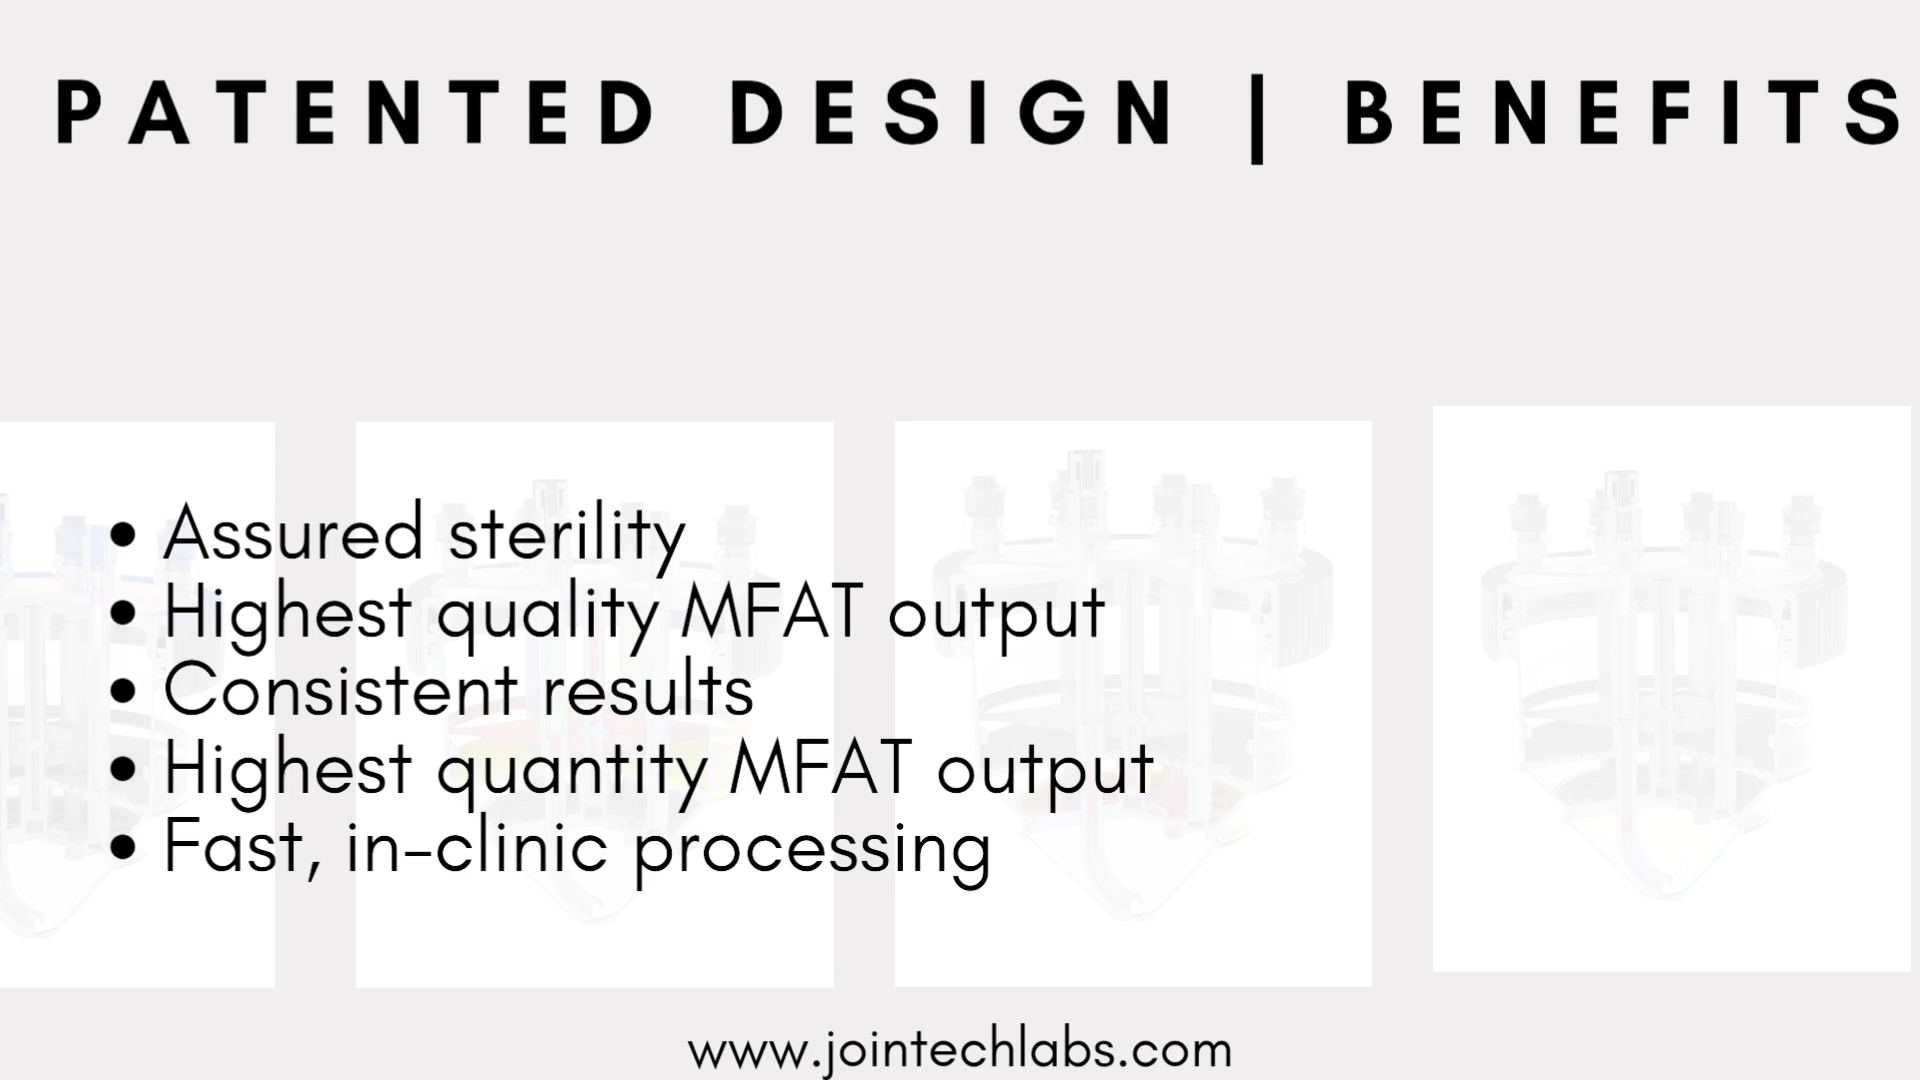 PATENTED DESIGN | BENEFITS
• Assured sterility
• Highest quality MFAT output
• Consistent results
• Highest quantity MFAT output
• Fast, in-clinic processing
www.jointechlabs.com